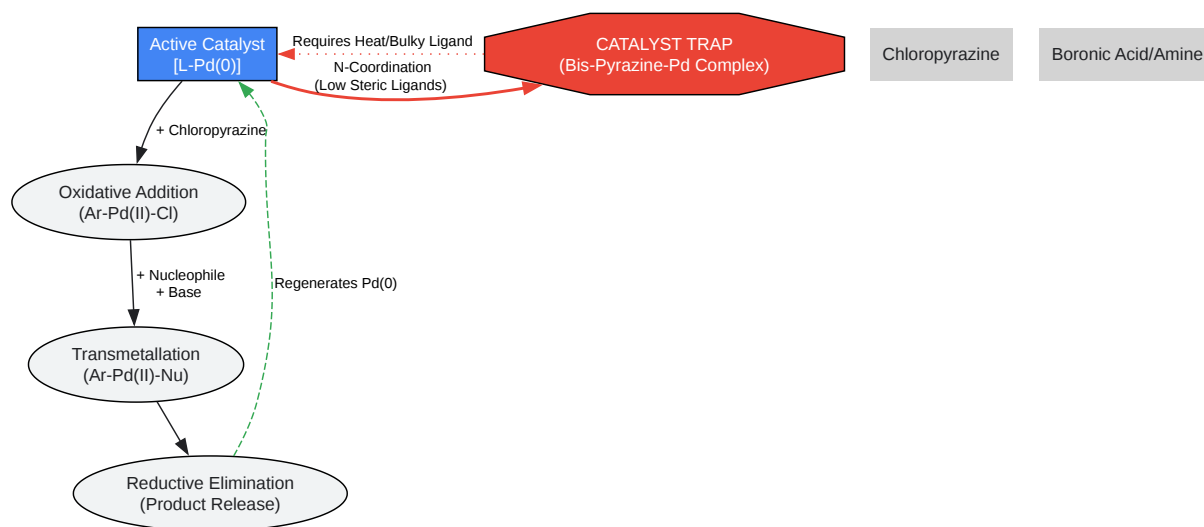 Active Catalyst
[L-Pd(0)]
Requires Heat/Bulky Ligand
N-Coordination
(Low Steric Ligands)
CATALYST TRAP
(Bis-Pyrazine-Pd Complex)
Chloropyrazine
Boronic Acid/Amine
+ Chloropyrazine
Oxidative Addition
(Ar-Pd(II)-Cl)
+ Nucleophile
+ Base
Regenerates Pd(0)
Transmetallation
(Ar-Pd(II)-Nu)
Reductive Elimination
(Product Release)